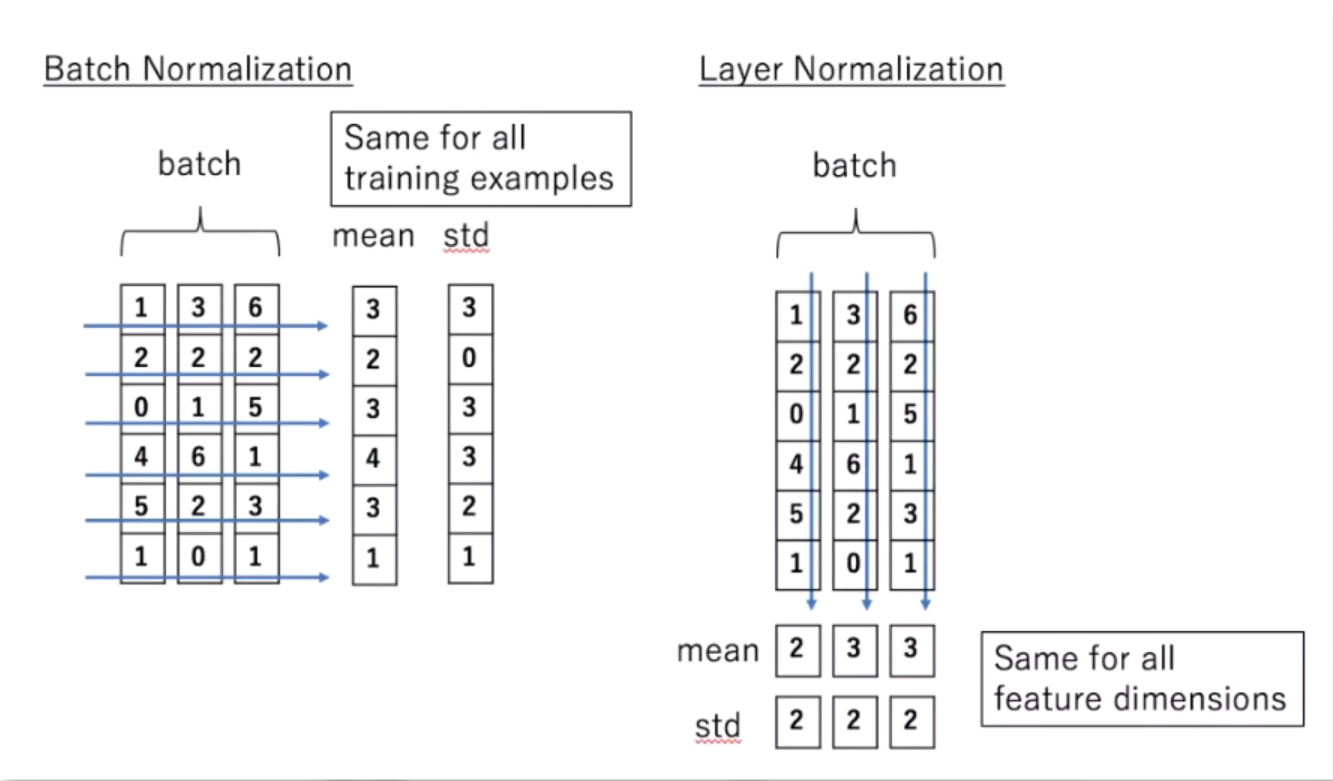 Batch Normalization
batch
Same for all
training examples
mean std
1 3 6 3 3
2 2 2 2 0
0 1 5 3 3
4 6 1 4 3
5 2 3 3 2
1 0 1 1 1
Layer Normalization
batch
1 3 6
2 2 2
0 1 5
4 6 1
5 2 3
1 0 1
mean 2 3 3
std 2 2 2
Same for all
feature dimensions